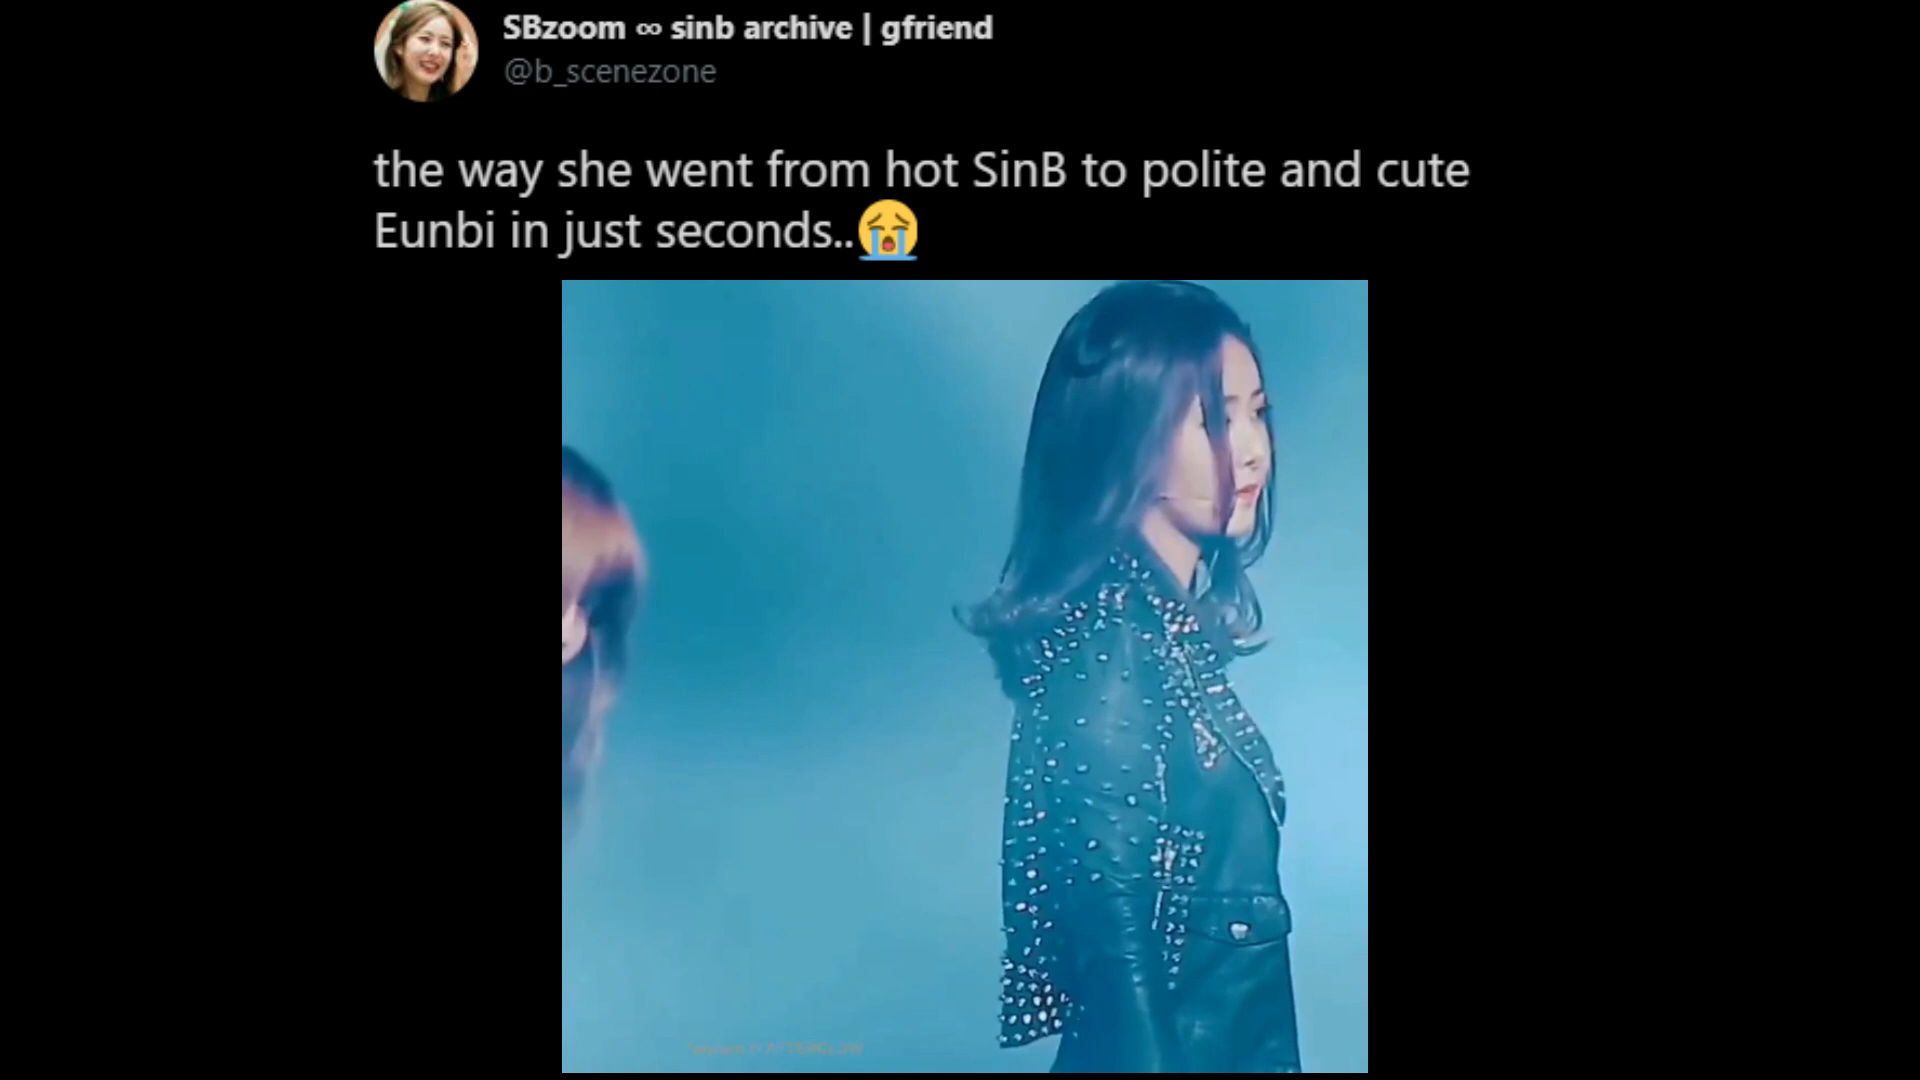 SBzoom ∞ sinb archive | gfriend
@b_scenezone
the way she went from hot SinB to polite and cute
Eunbi in just seconds..😭